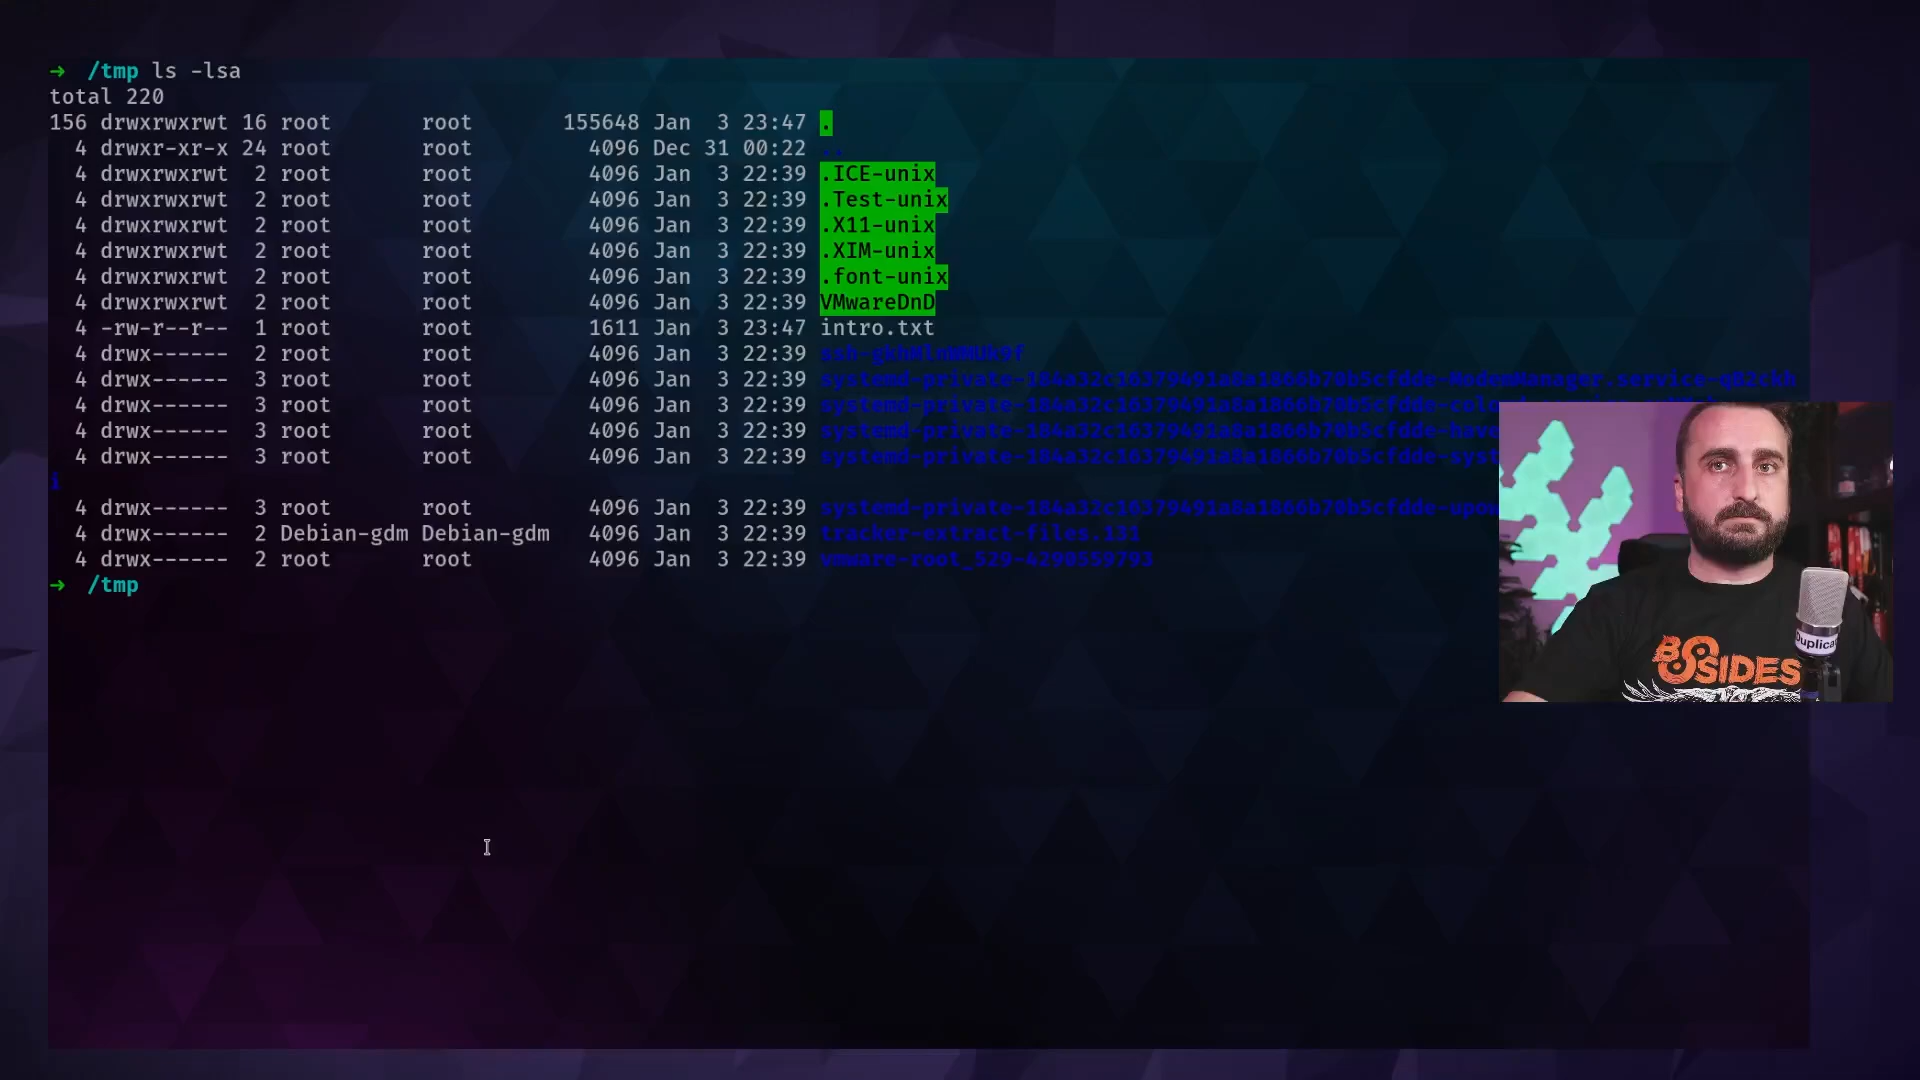 → /tmp ls -lsa
total 220
156 drwxrwxrwt 16 root root 155648 Jan 3 23:47 .
4 drwxr-xr-x 24 root root 4096 Dec 31 00:22 ..
4 drwxrwxrwt 2 root root 4096 Jan 3 22:39 .ICE-unix
4 drwxrwxrwt 2 root root 4096 Jan 3 22:39 .Test-unix
4 drwxrwxrwt 2 root root 4096 Jan 3 22:39 .X11-unix
4 drwxrwxrwt 2 root root 4096 Jan 3 22:39 .XIM-unix
4 drwxrwxrwt 2 root root 4096 Jan 3 22:39 .font-unix
4 drwxrwxrwt 2 root root 4096 Jan 3 22:39 VMwareDnD
4 -rw-r--r-- 1 root root 1611 Jan 3 23:47 intro.txt
4 drwx------ 2 root root 4096 Jan 3 22:39
4 drwx------ 3 root root 4096 Jan 3 22:39
4 drwx------ 3 root root 4096 Jan 3 22:39
4 drwx------ 3 root root 4096 Jan 3 22:39
4 drwx------ 3 root root 4096 Jan 3 22:39
i
4 drwx------ 3 root root 4096 Jan 3 22:39
4 drwx------ 2 Debian-gdm Debian-gdm 4096 Jan 3 22:39 tracker-extract-files.131
4 drwx------ 2 root root 4096 Jan 3 22:39 vmware-root_529-4290559793
→ /tmp
BSIDES
Duplica